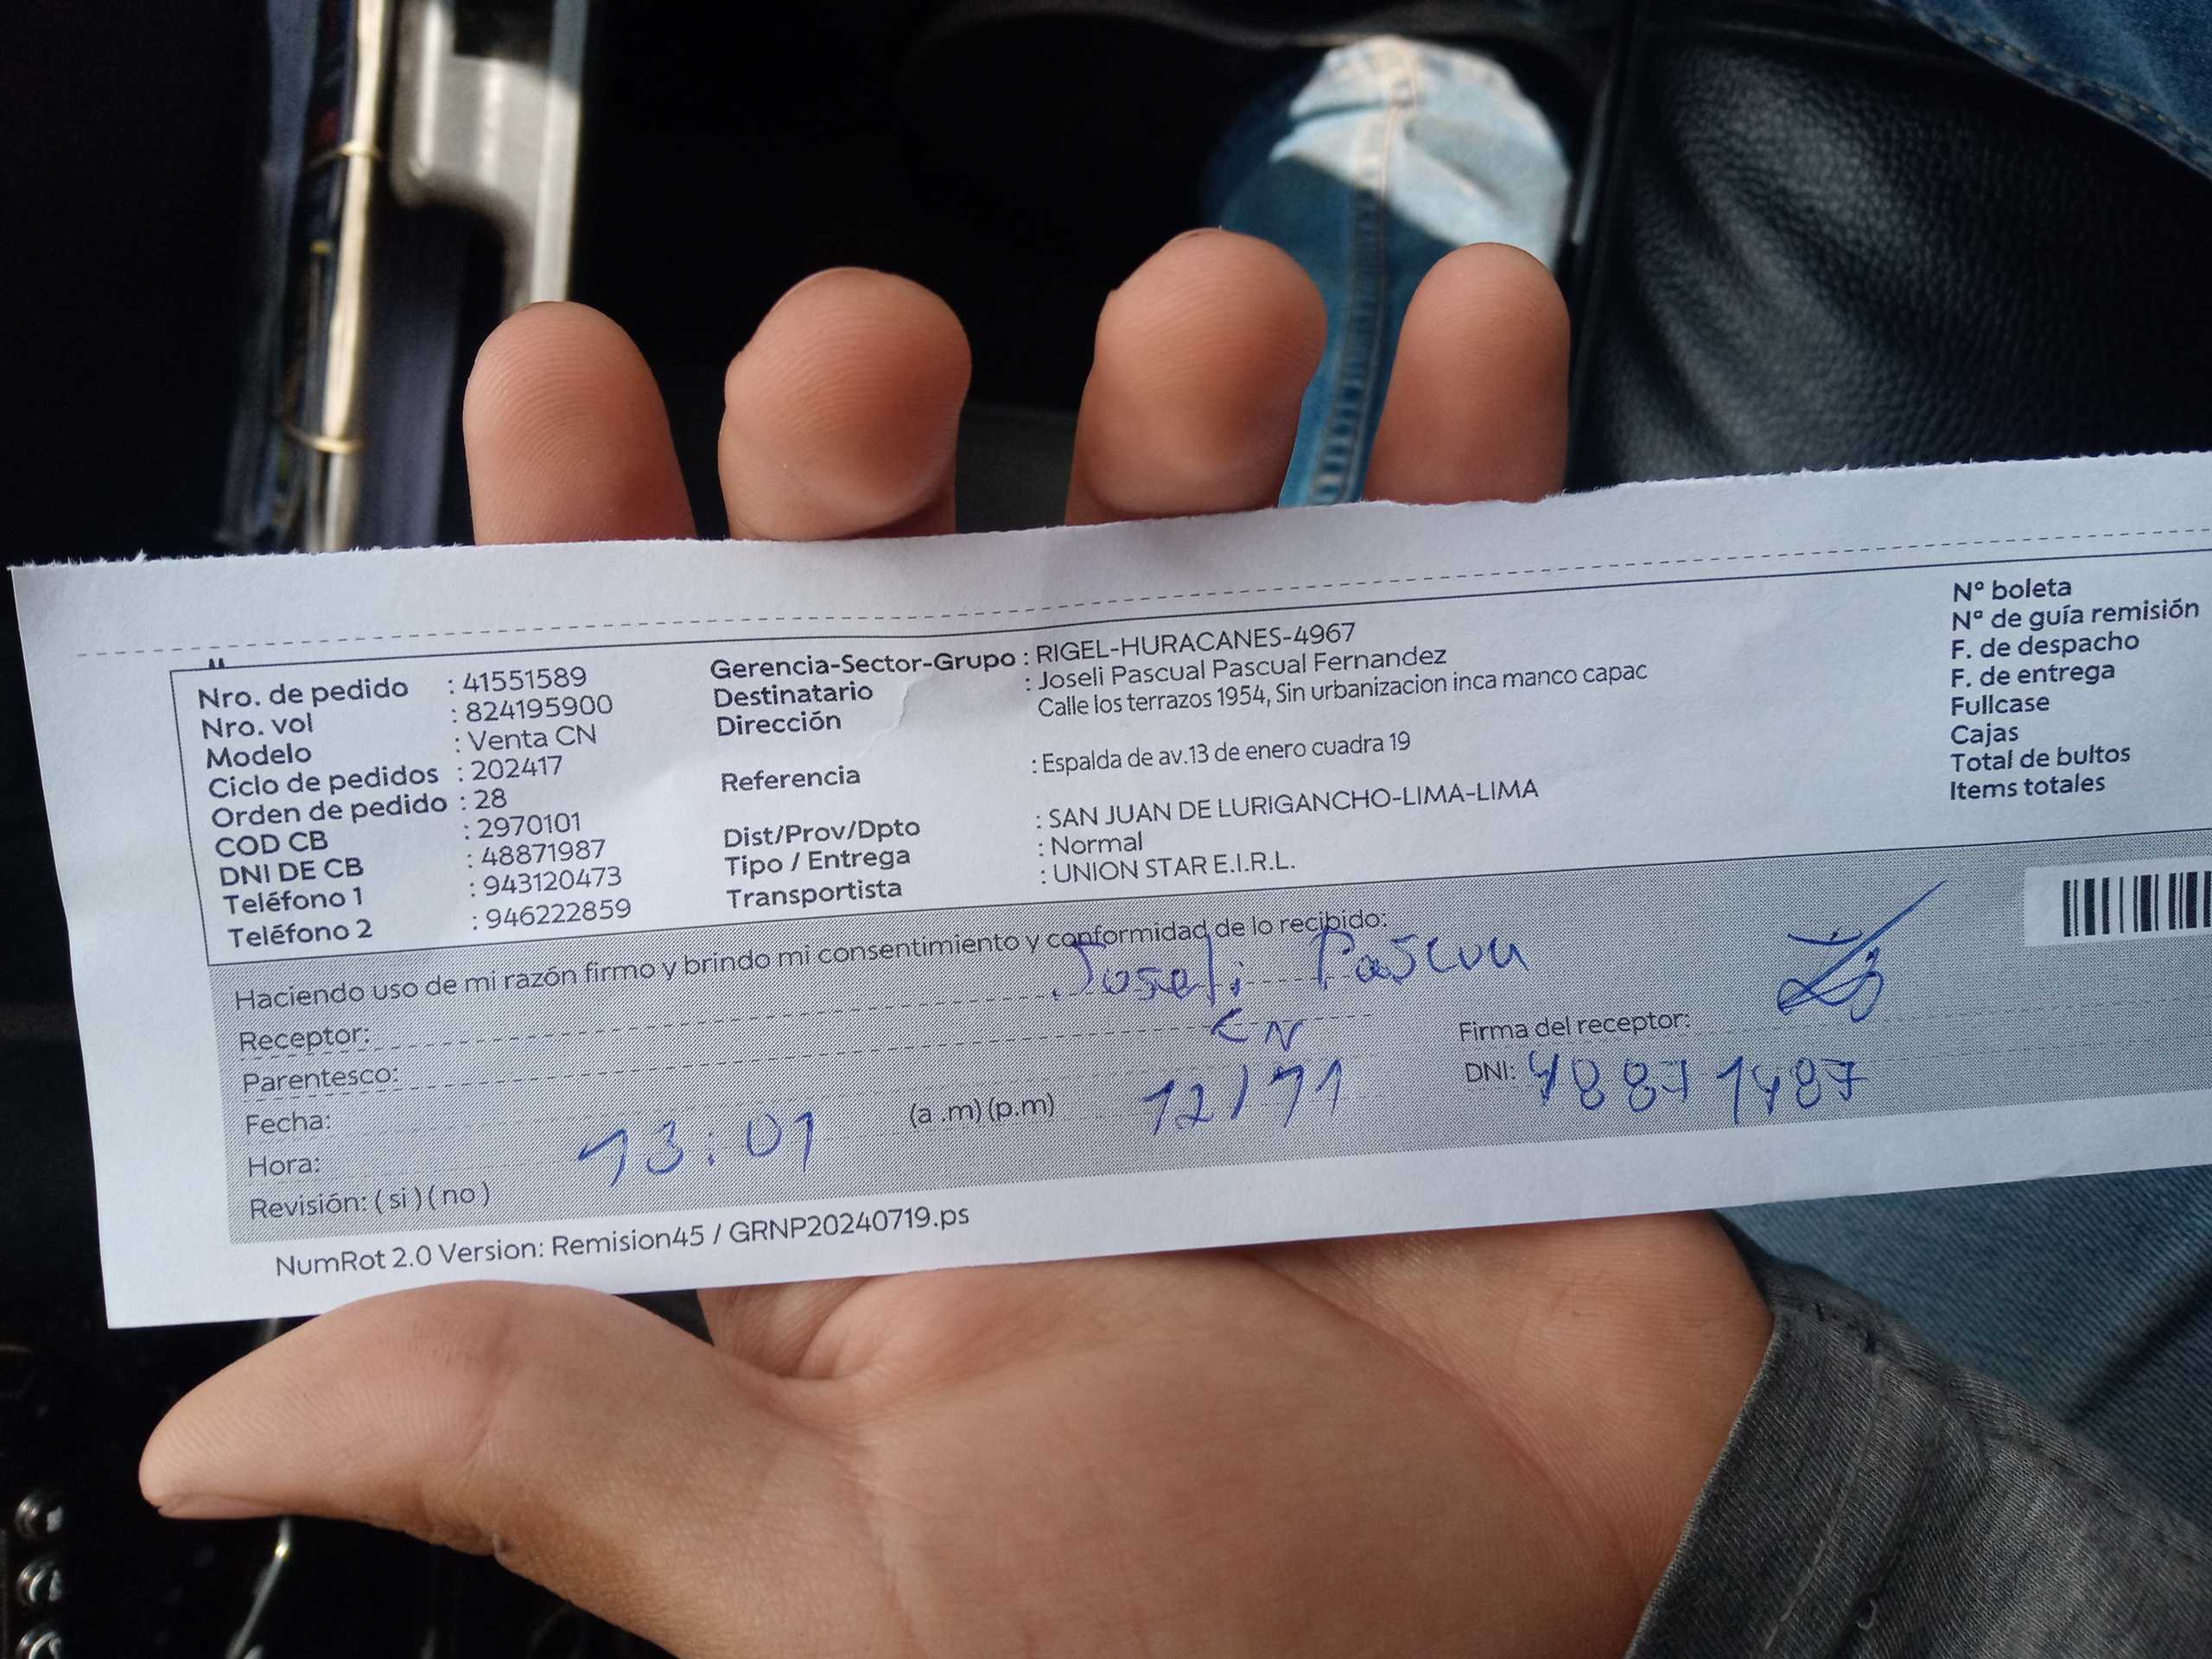 Nro. de pedido : 41551589
Nro. vol : 824195900
Modelo : Venta CN
Ciclo de pedidos : 202417
Orden de pedido : 28
COD CB : 2970101
DNI DE CB : 48871987
Teléfono 1 : 943120473
Teléfono 2 : 946222859
Gerencia-Sector-Grupo : RIGEL-HURACANES-4967
Destinatario : Joseli Pascual Pascual Fernandez
Dirección Calle los terrazos 1954, Sin urbanizacion inca manco capac
Referencia : Espalda de av.13 de enero cuadra 19
Dist/Prov/Dpto : SAN JUAN DE LURIGANCHO-LIMA-LIMA
Tipo / Entrega : Normal
Transportista : UNION STAR E.I.R.L.
Nº boleta
Nº de guía remisión
F. de despacho
F. de entrega
Fullcase
Cajas
Total de bultos
Items totales
Haciendo uso de mi razón firmo y brindo mi consentimiento y conformidad de lo recibido:
Receptor: Joseli Pascua
Parentesco: CN
Firma del receptor:
Fecha: 12/11
DNI: 48871487
Hora: 13:01 (a .m) (p.m)
Revisión: ( si ) ( no )
NumRot 2.0 Version: Remision45 / GRNP20240719.ps